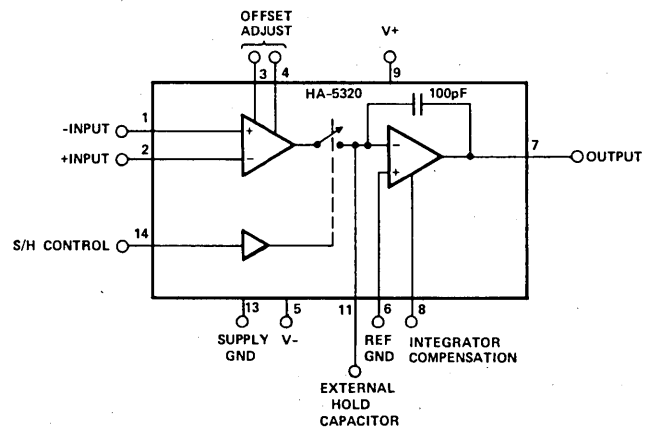 OFFSET
ADJUST
V+
3 4
9
HA-5320
100pF
-INPUT
1
+
-
+INPUT
2
-
+
7
OUTPUT
S/H CONTROL
14
13
5
11
6
8
SUPPLY
GND
V-
REF
GND
INTEGRATOR
COMPENSATION
EXTERNAL
HOLD
CAPACITOR